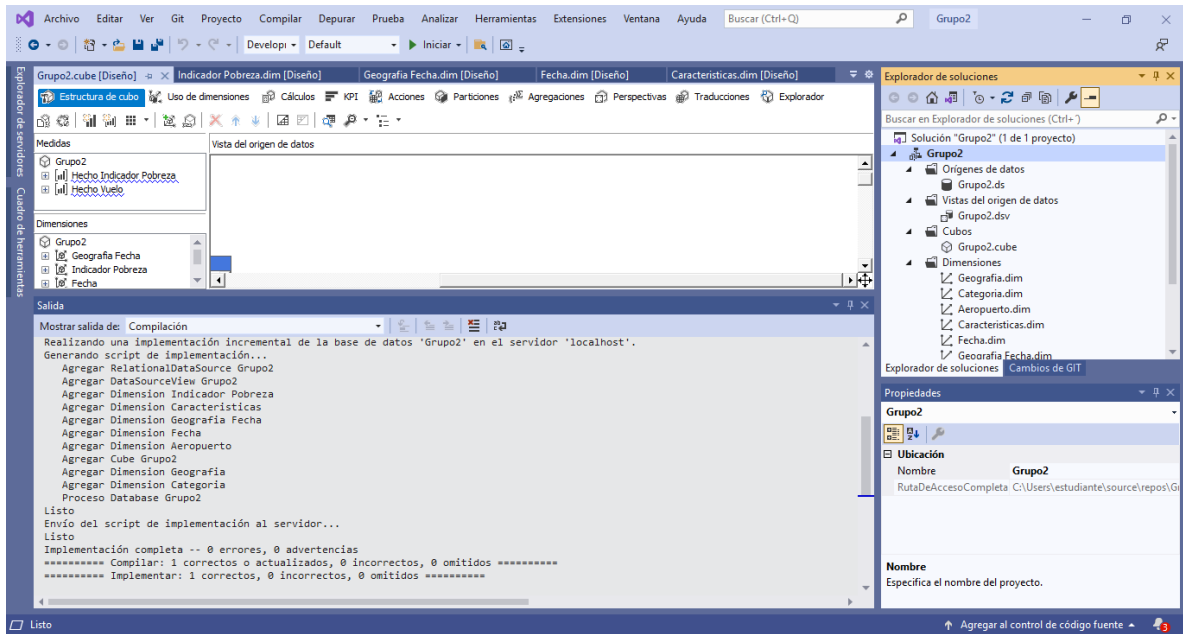 Archivo Editar Ver Git Proyecto Compilar Depurar Prueba Analizar Herramientas Extensiones Ventana Ayuda Buscar (Ctrl+Q) Grupo2
Developi Default Iniciar
Explorador de servidores
Cuadro de herramientas
Grupo2.cube [Diseño] Indicador Pobreza.dim [Diseño] Geografia Fecha.dim [Diseño] Fecha.dim [Diseño] Caracteristicas.dim [Diseño]
Estructura de cubo Uso de dimensiones Cálculos KPI Acciones Particiones Agregaciones Perspectivas Traducciones Explorador
Medidas
Grupo2
Hecho Indicador Pobreza
Hecho Vuelo
Dimensiones
Grupo2
Geografia Fecha
Indicador Pobreza
Fecha
Vista del origen de datos
Salida
Mostrar salida de: Compilación
Realizando una implementación incremental de la base de datos 'Grupo2' en el servidor 'localhost'.
Generando script de implementación...
Agregar RelationalDataSource Grupo2
Agregar DataSourceView Grupo2
Agregar Dimension Indicador Pobreza
Agregar Dimension Caracteristicas
Agregar Dimension Geografia Fecha
Agregar Dimension Fecha
Agregar Dimension Aeropuerto
Agregar Cube Grupo2
Agregar Dimension Geografia
Agregar Dimension Categoria
Proceso Database Grupo2
Listo
Envío del script de implementación al servidor...
Listo
Implementación completa -- 0 errores, 0 advertencias
========== Compilar: 1 correctos o actualizados, 0 incorrectos, 0 omitidos ==========
========== Implementar: 1 correctos, 0 incorrectos, 0 omitidos ==========
Explorador de soluciones
Buscar en Explorador de soluciones (Ctrl+´)
Solución "Grupo2" (1 de 1 proyecto)
Grupo2
Orígenes de datos
Grupo2.ds
Vistas del origen de datos
Grupo2.dsv
Cubos
Grupo2.cube
Dimensiones
Geografia.dim
Categoria.dim
Aeropuerto.dim
Caracteristicas.dim
Fecha.dim
Geografia Fecha.dim
Explorador de soluciones Cambios de GIT
Propiedades
Grupo2
Ubicación
Nombre Grupo2
RutaDeAccesoCompleta C:\Users\estudiante\source\repos\Gi
Nombre
Especifica el nombre del proyecto.
Listo Agregar al control de código fuente 3